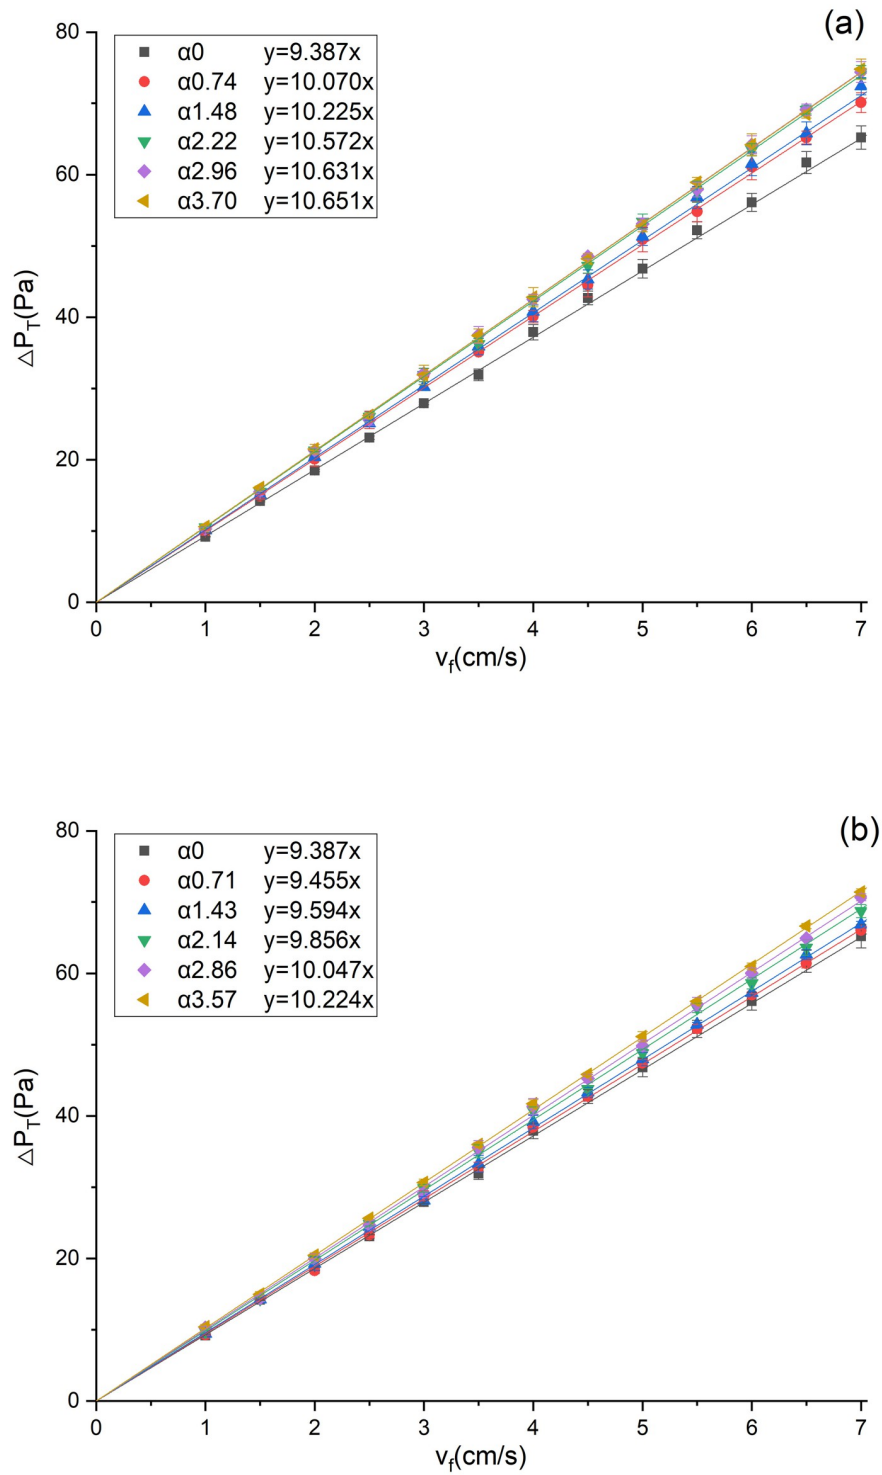 (a)
α0 y=9.387x
α0.74 y=10.070x
α1.48 y=10.225x
α2.22 y=10.572x
α2.96 y=10.631x
α3.70 y=10.651x
80
60
40
20
0
△P_T(Pa)
0 1 2 3 4 5 6 7
v_f(cm/s)
(b)
α0 y=9.387x
α0.71 y=9.455x
α1.43 y=9.594x
α2.14 y=9.856x
α2.86 y=10.047x
α3.57 y=10.224x
80
60
40
20
0
△P_T(Pa)
0 1 2 3 4 5 6 7
v_f(cm/s)